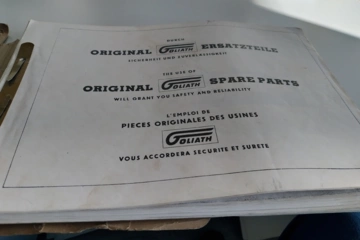 DURCH
ORIGINAL GOLIATH ERSATZTEILE
SICHERHEIT UND ZUVERLÄSSIGKEIT
THE USE OF
ORIGINAL GOLIATH SPARE PARTS
WILL GRANT YOU SAFETY AND RELIABILITY
L'EMPLOI DE
PIECES ORIGINALES DES USINES
GOLIATH
VOUS ACCORDERA SECURITE ET SURETE